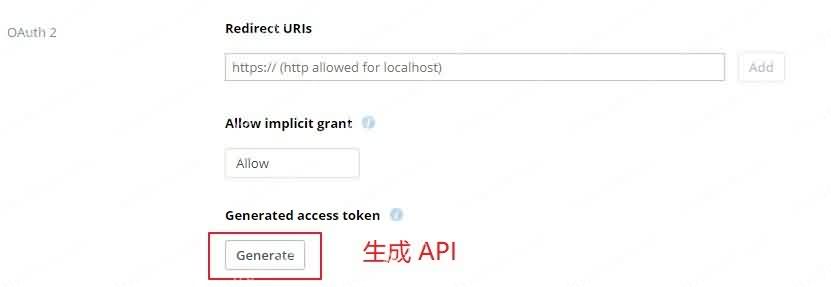 OAuth 2
Redirect URIs
https:// (http allowed for localhost)
Add
Allow implicit grant
Allow
Generated access token
Generate
生成 API